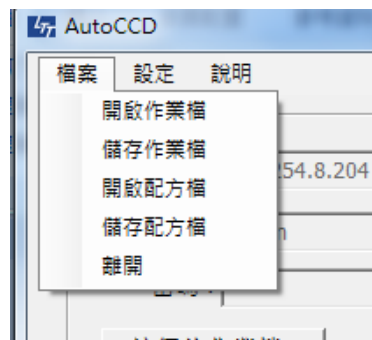 AutoCCD
檔案 設定 說明
開啟作業檔
儲存作業檔
254.8.204
開啟配方檔
儲存配方檔
離開